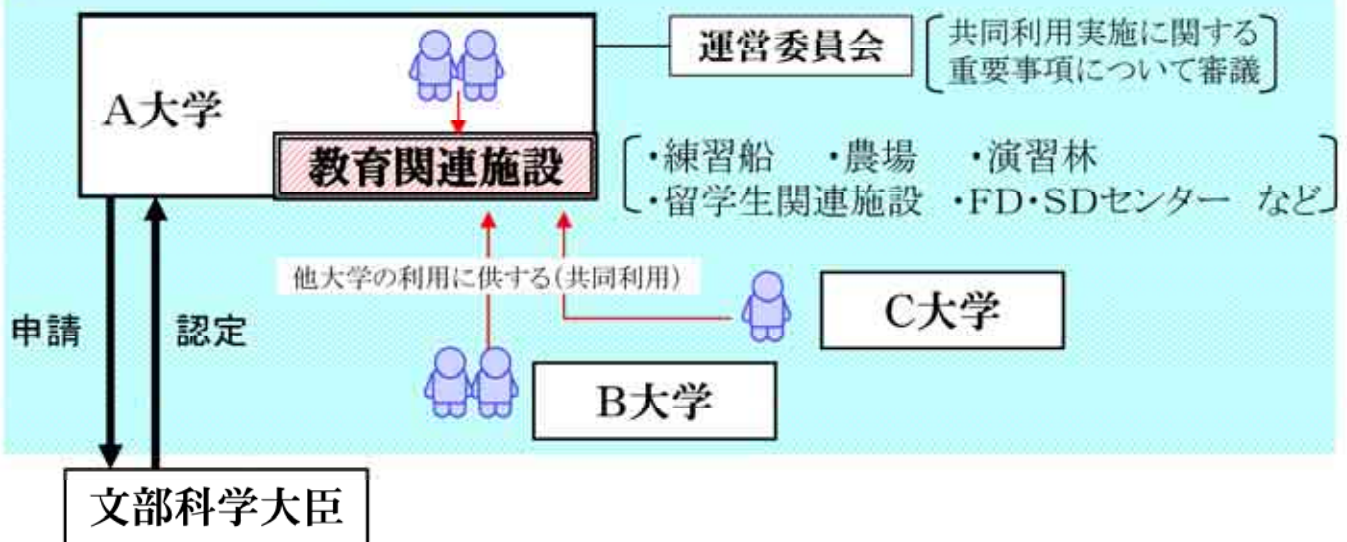 運営委員会
共同利用実施に関する
重要事項について審議
A大学
教育関連施設
・練習船 ・農場 ・演習林
・留学生関連施設 ・FD・SDセンター など
他大学の利用に供する(共同利用)
C大学
申請
認定
B大学
文部科学大臣